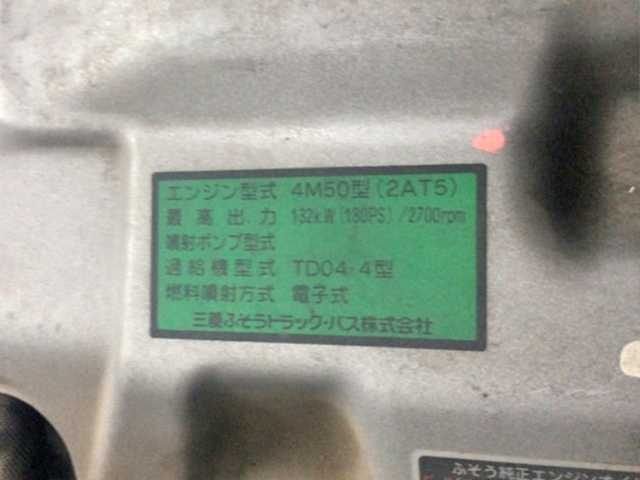 エンジン型式 4M50型(2AT5)
最高出力 132kW(180PS)/2700rpm
噴射ポンプ型式
過給機型式 TD04-4型
燃料噴射方式 電子式
三菱ふそうトラック・バス株式会社
ふそう純正エンジンオイ